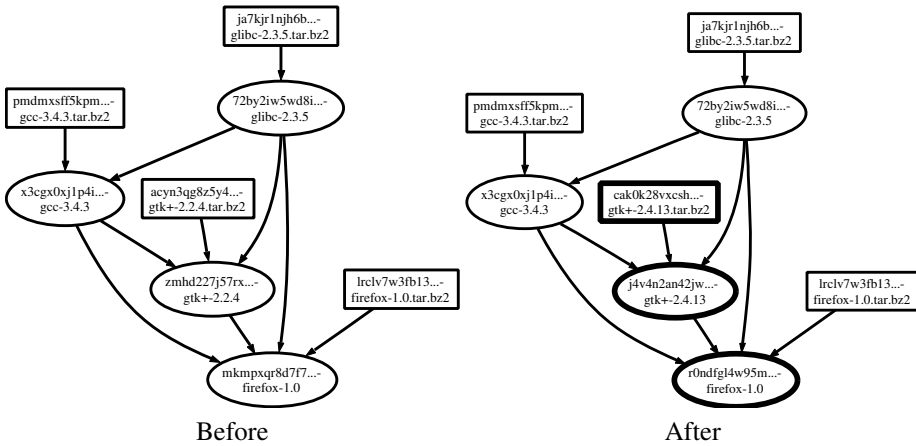 ja7kjr1njh6b...-
glibc-2.3.5.tar.bz2
pmdmxsff5kpm...-
gcc-3.4.3.tar.bz2
72by2iw5wd8i...-
glibc-2.3.5
x3cgx0xj1p4i...-
gcc-3.4.3
acyn3qg8z5y4...-
gtk+-2.2.4.tar.bz2
zmhd227j57rx...-
gtk+-2.2.4
lrclv7w3fb13...-
firefox-1.0.tar.bz2
mkmpxqr8d7f7...-
firefox-1.0
Before
ja7kjr1njh6b...-
glibc-2.3.5.tar.bz2
pmdmxsff5kpm...-
gcc-3.4.3.tar.bz2
72by2iw5wd8i...-
glibc-2.3.5
x3cgx0xj1p4i...-
gcc-3.4.3
cak0k28vxcsh...-
gtk+-2.4.13.tar.bz2
j4v4n2an42jw...-
gtk+-2.4.13
lrclv7w3fb13...-
firefox-1.0.tar.bz2
r0ndfgl4w95m...-
firefox-1.0
After